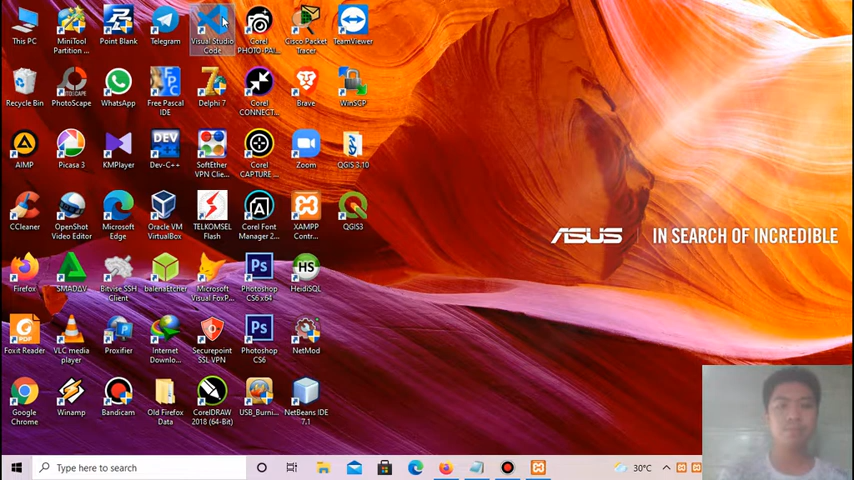 This PC
MiniTool
Partition ...
Point Blank
Telegram
Visual Studio
Code
Corel
PHOTO-PAI...
Cisco Packet
Tracer
TeamViewer
Recycle Bin
PhotoScape
WhatsApp
Free Pascal
IDE
Delphi 7
Corel
CONNECT...
Brave
WinSCP
AIMP
Picasa 3
KMPlayer
DEV
Dev-C++
SoftEther
VPN Clie...
Corel
CAPTURE ...
Zoom
QGIS 3.10
CCleaner
OpenShot
Video Editor
Microsoft
Edge
Oracle VM
VirtualBox
TELKOMSEL
Flash
Corel Font
Manager 2...
XAMPP
Contr...
QGIS3
ASUS
IN SEARCH OF INCREDIBLE
Firefox
SMADΔV
Bitvise SSH
Client
balenaEtcher
Microsoft
Visual FoxP...
Ps
Photoshop
CS6 x64
HS
HeidiSQL
PDF
Foxit Reader
VLC media
player
Proxifier
Internet
Downlo...
Securepoint
SSL VPN
Ps
Photoshop
CS6
NetMod
Google
Chrome
Winamp
Bandicam
Old Firefox
Data
CorelDRAW
2018 (64-Bit)
USB_Burni...
NetBeans IDE
7.1
Type here to search
30°C